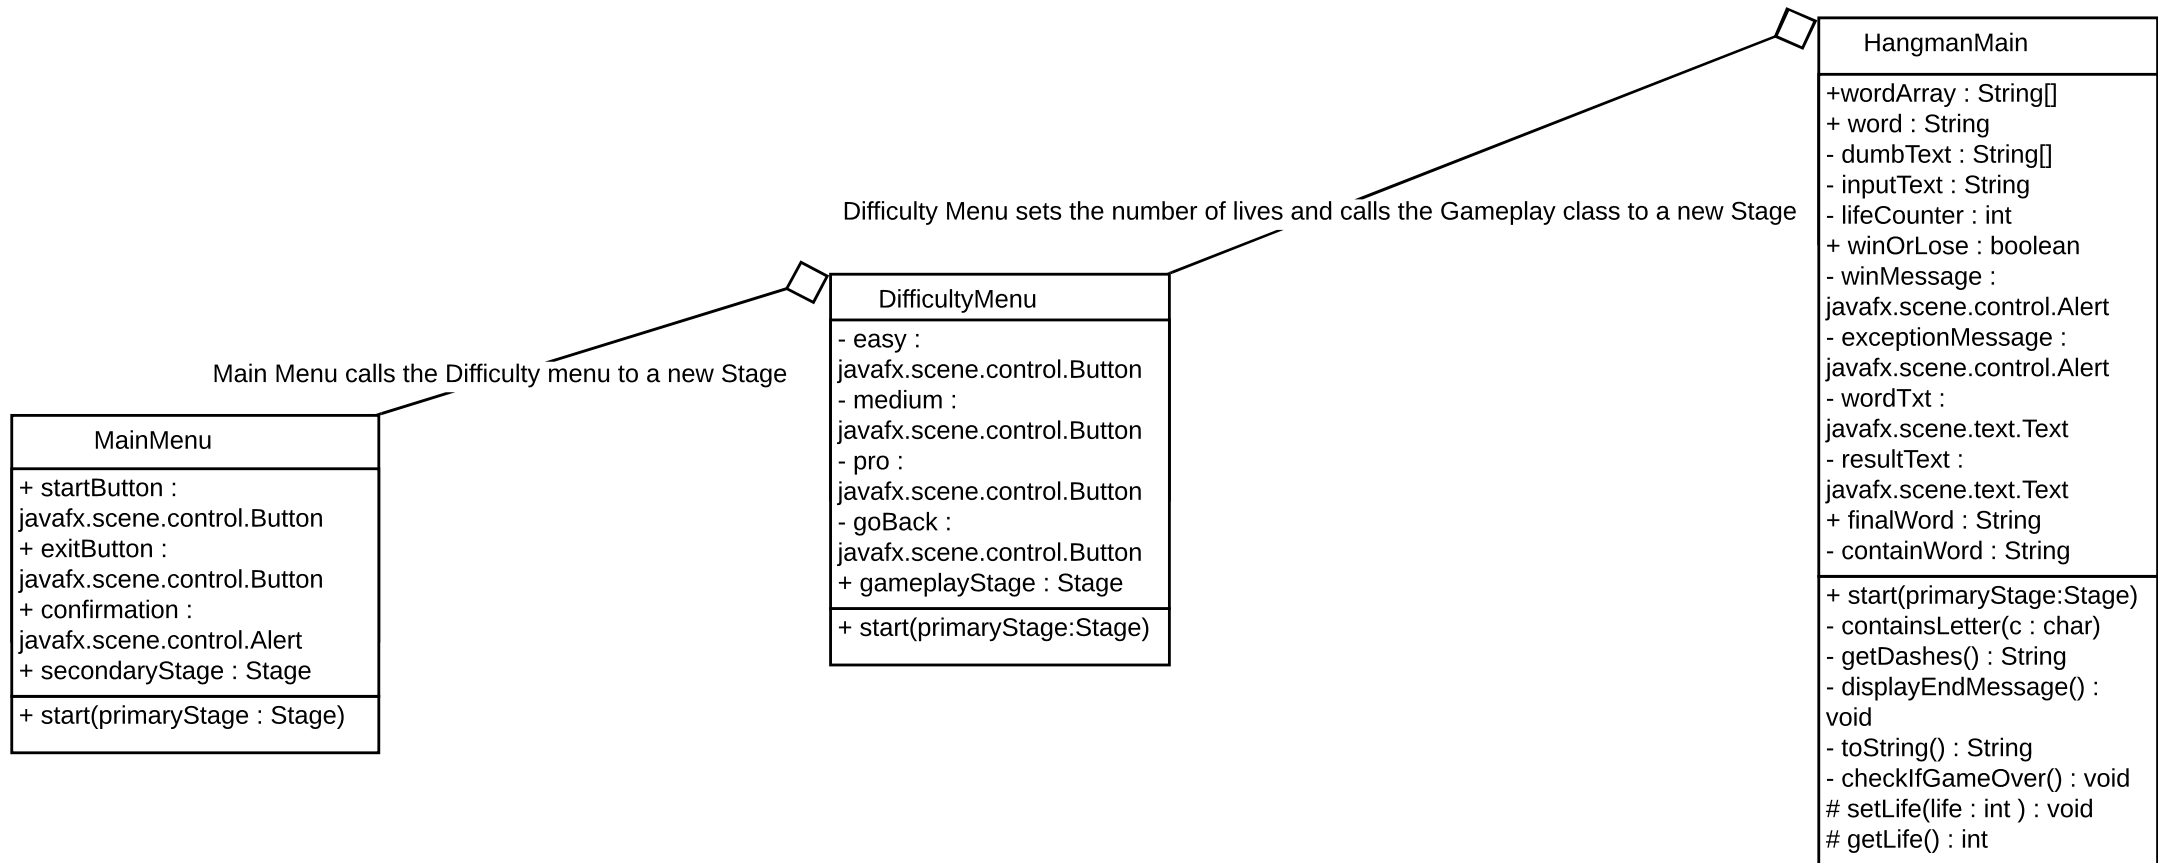 HangmanMain
+wordArray : String[]
+ word : String
- dumbText : String[]
- inputText : String
- lifeCounter : int
+ winOrLose : boolean
- winMessage :
javafx.scene.control.Alert
- exceptionMessage :
javafx.scene.control.Alert
- wordTxt :
javafx.scene.text.Text
- resultText :
javafx.scene.text.Text
+ finalWord : String
- containWord : String
+ start(primaryStage:Stage)
- containsLetter(c : char)
- getDashes() : String
- displayEndMessage() :
void
- toString() : String
- checkIfGameOver() : void
# setLife(life : int ) : void
# getLife() : int
Difficulty Menu sets the number of lives and calls the Gameplay class to a new Stage
DifficultyMenu
- easy :
javafx.scene.control.Button
- medium :
javafx.scene.control.Button
- pro :
javafx.scene.control.Button
- goBack :
javafx.scene.control.Button
+ gameplayStage : Stage
+ start(primaryStage:Stage)
Main Menu calls the Difficulty menu to a new Stage
MainMenu
+ startButton :
javafx.scene.control.Button
+ exitButton :
javafx.scene.control.Button
+ confirmation :
javafx.scene.control.Alert
+ secondaryStage : Stage
+ start(primaryStage : Stage)